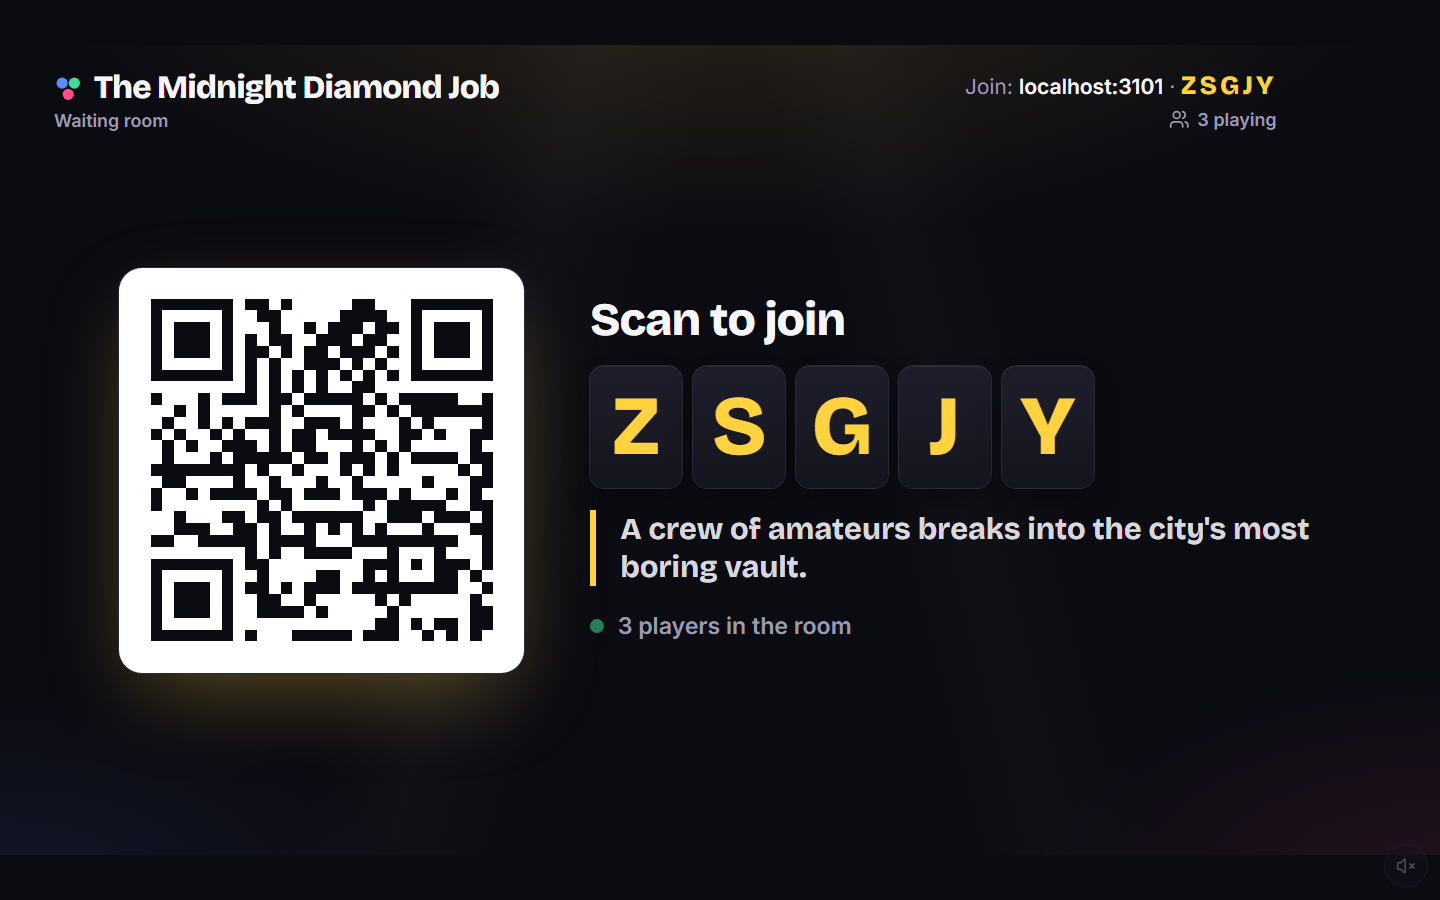 The Midnight Diamond Job
Waiting room
Join: localhost:3101 · ZSGJY
3 playing
Scan to join
Z S G J Y
A crew of amateurs breaks into the city's most
boring vault.
3 players in the room